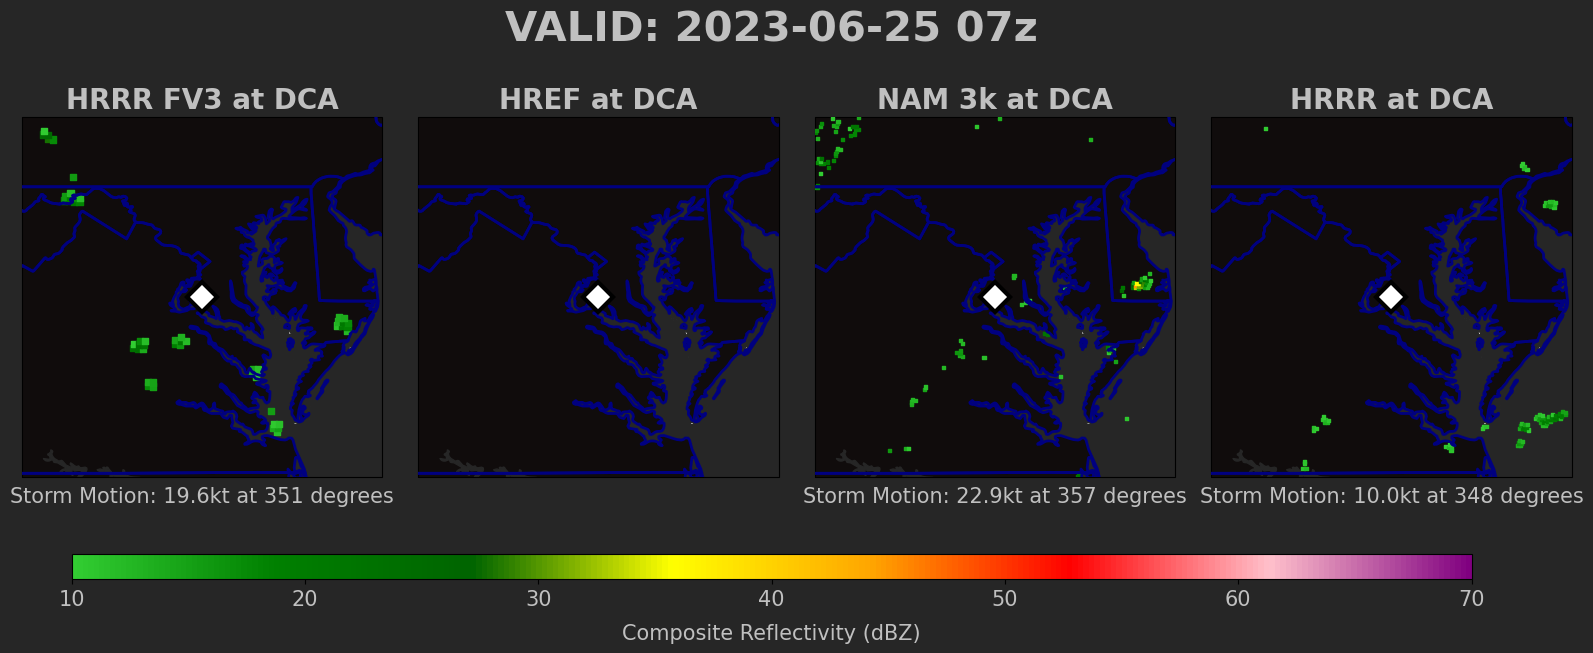 VALID: 2023-06-25 07z
HRRR FV3 at DCA
HREF at DCA
NAM 3k at DCA
HRRR at DCA
Storm Motion: 19.6kt at 351 degrees
Storm Motion: 22.9kt at 357 degrees
Storm Motion: 10.0kt at 348 degrees
10 20 30 40 50 60 70
Composite Reflectivity (dBZ)